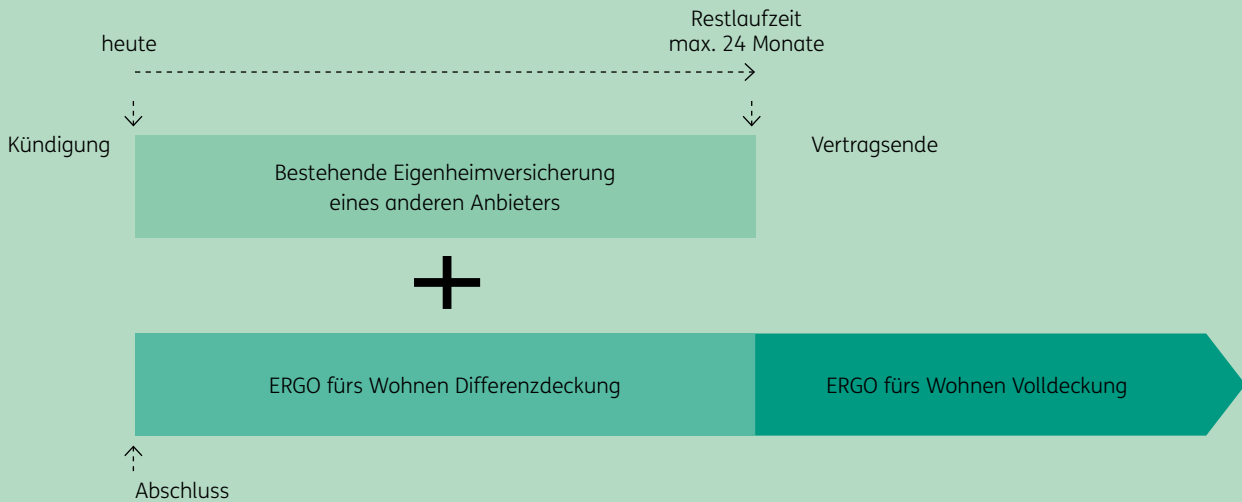 heute
Restlaufzeit
max. 24 Monate
Kündigung
Vertragsende
Bestehende Eigenheimversicherung
eines anderen Anbieters
ERGO fürs Wohnen Differenzdeckung
ERGO fürs Wohnen Volldeckung
Abschluss